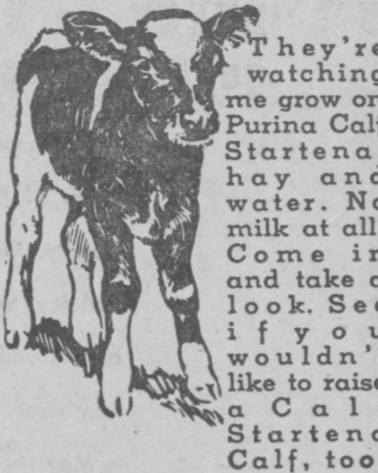 They're
watching
me grow on
Purina Calf
Startena
hay and
water. No
milk at all
Come in
and take a
look. See
if you
wouldn'
like to raise
a Cal
Startena
Calf, too